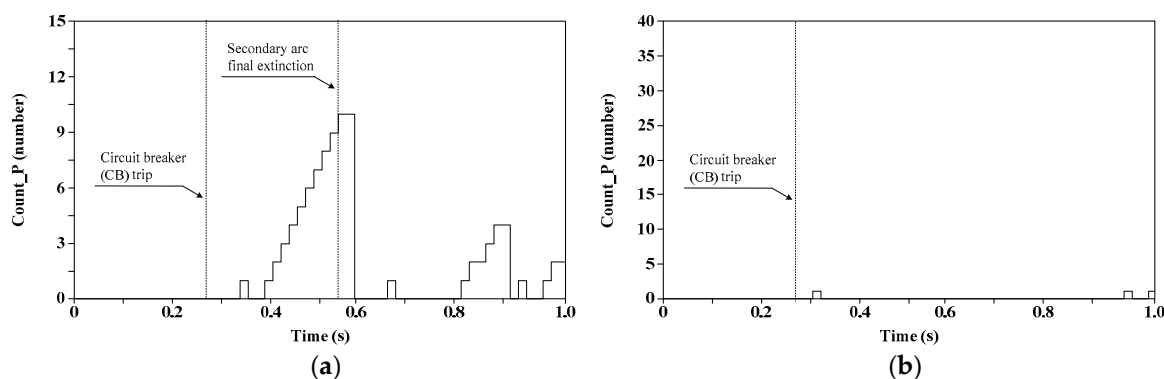 15
12
9
6
3
0
Count_P (number)
Secondary arc
final extinction
Circuit breaker
(CB) trip
0 0.2 0.4 0.6 0.8 1.0
Time (s)
(a)
40
35
30
25
20
15
10
5
0
Count_P (number)
Circuit breaker
(CB) trip
0 0.2 0.4 0.6 0.8 1.0
Time (s)
(b)